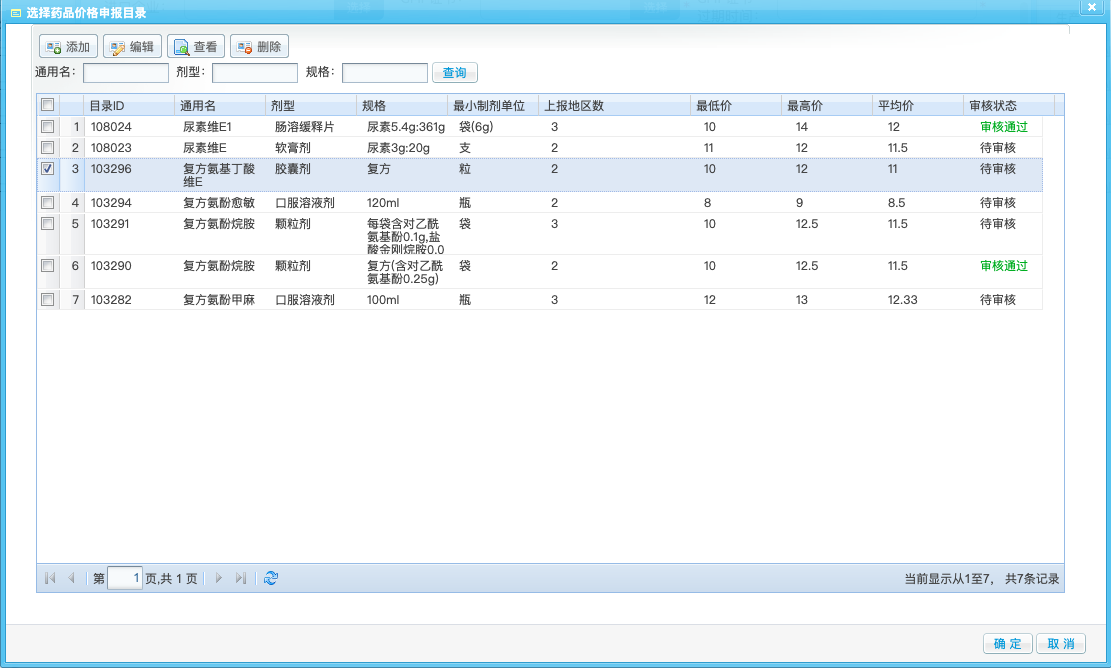 选择药品价格申报目录
添加 编辑 查看 删除
通用名: 剂型: 规格: 查询
目录ID 通用名 剂型 规格 最小制剂单位 上报地区数 最低价 最高价 平均价 审核状态
1 108024 尿素维E1 肠溶缓释片 尿素5.4g:361g 袋(6g) 3 10 14 12 审核通过
2 108023 尿素维E 软膏剂 尿素3g:20g 支 2 11 12 11.5 待审核
3 103296 复方氨基丁酸 胶囊剂 复方 粒 2 10 12 11 待审核
维E
4 103294 复方氨酚愈敏 口服溶液剂 120ml 瓶 2 8 9 8.5 待审核
5 103291 复方氨酚烷胺 颗粒剂 每袋含对乙酰 袋 3 10 12.5 11.5 待审核
氨基酚0.1g,盐
酸金刚烷胺0.0
6 103290 复方氨酚烷胺 颗粒剂 复方(含对乙酰 袋 2 10 12.5 11.5 审核通过
氨基酚0.25g)
7 103282 复方氨酚甲麻 口服溶液剂 100ml 瓶 3 12 13 12.33 待审核
第 1 页,共 1 页 当前显示从1至7， 共7条记录
确 定 取 消